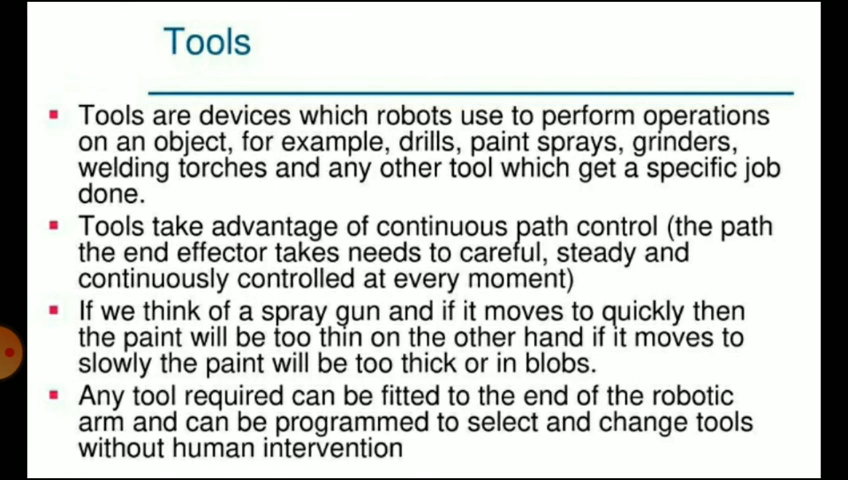 Tools
▪ Tools are devices which robots use to perform operations
on an object, for example, drills, paint sprays, grinders,
welding torches and any other tool which get a specific job
done.
▪ Tools take advantage of continuous path control (the path
the end effector takes needs to careful, steady and
continuously controlled at every moment)
▪ If we think of a spray gun and if it moves to quickly then
the paint will be too thin on the other hand if it moves to
slowly the paint will be too thick or in blobs.
▪ Any tool required can be fitted to the end of the robotic
arm and can be programmed to select and change tools
without human intervention